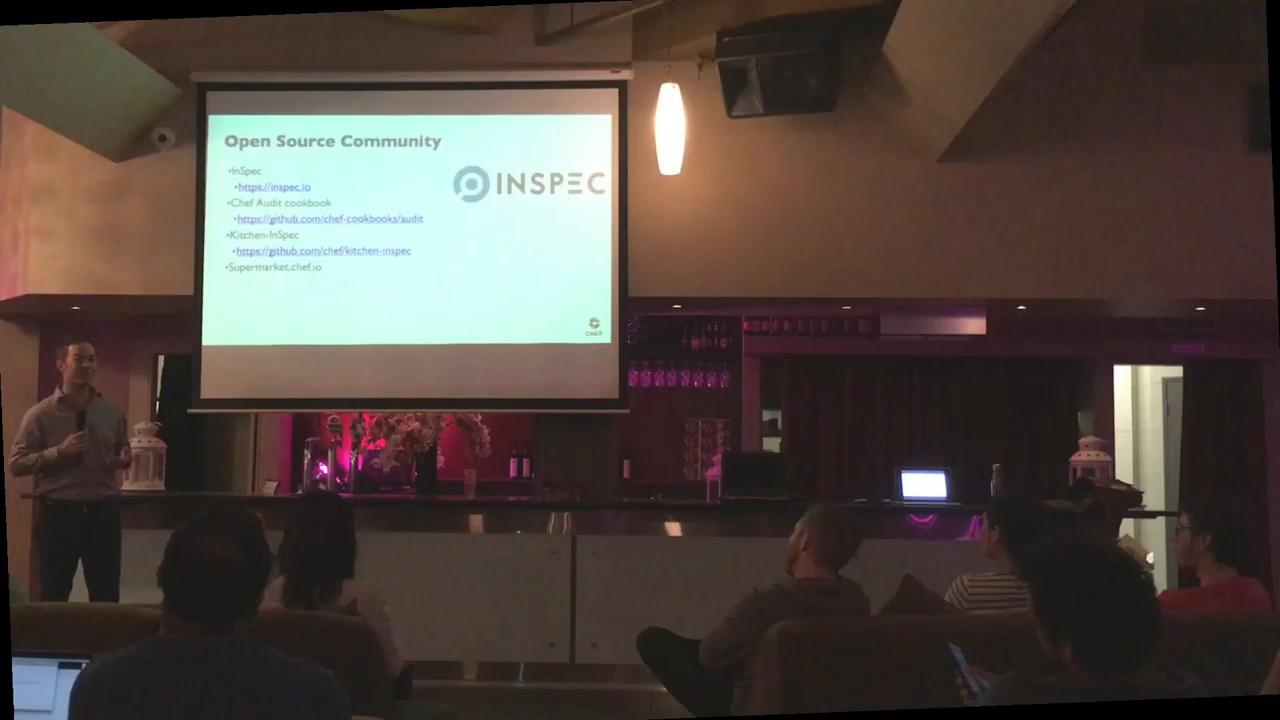 Open Source Community
•InSpec
•https://inspec.io
•Chef Audit cookbook
•https://github.com/chef-cookbooks/audit
•Kitchen-InSpec
•https://github.com/chef/kitchen-inspec
•Supermarket.chef.io
INSPEC
CHEF